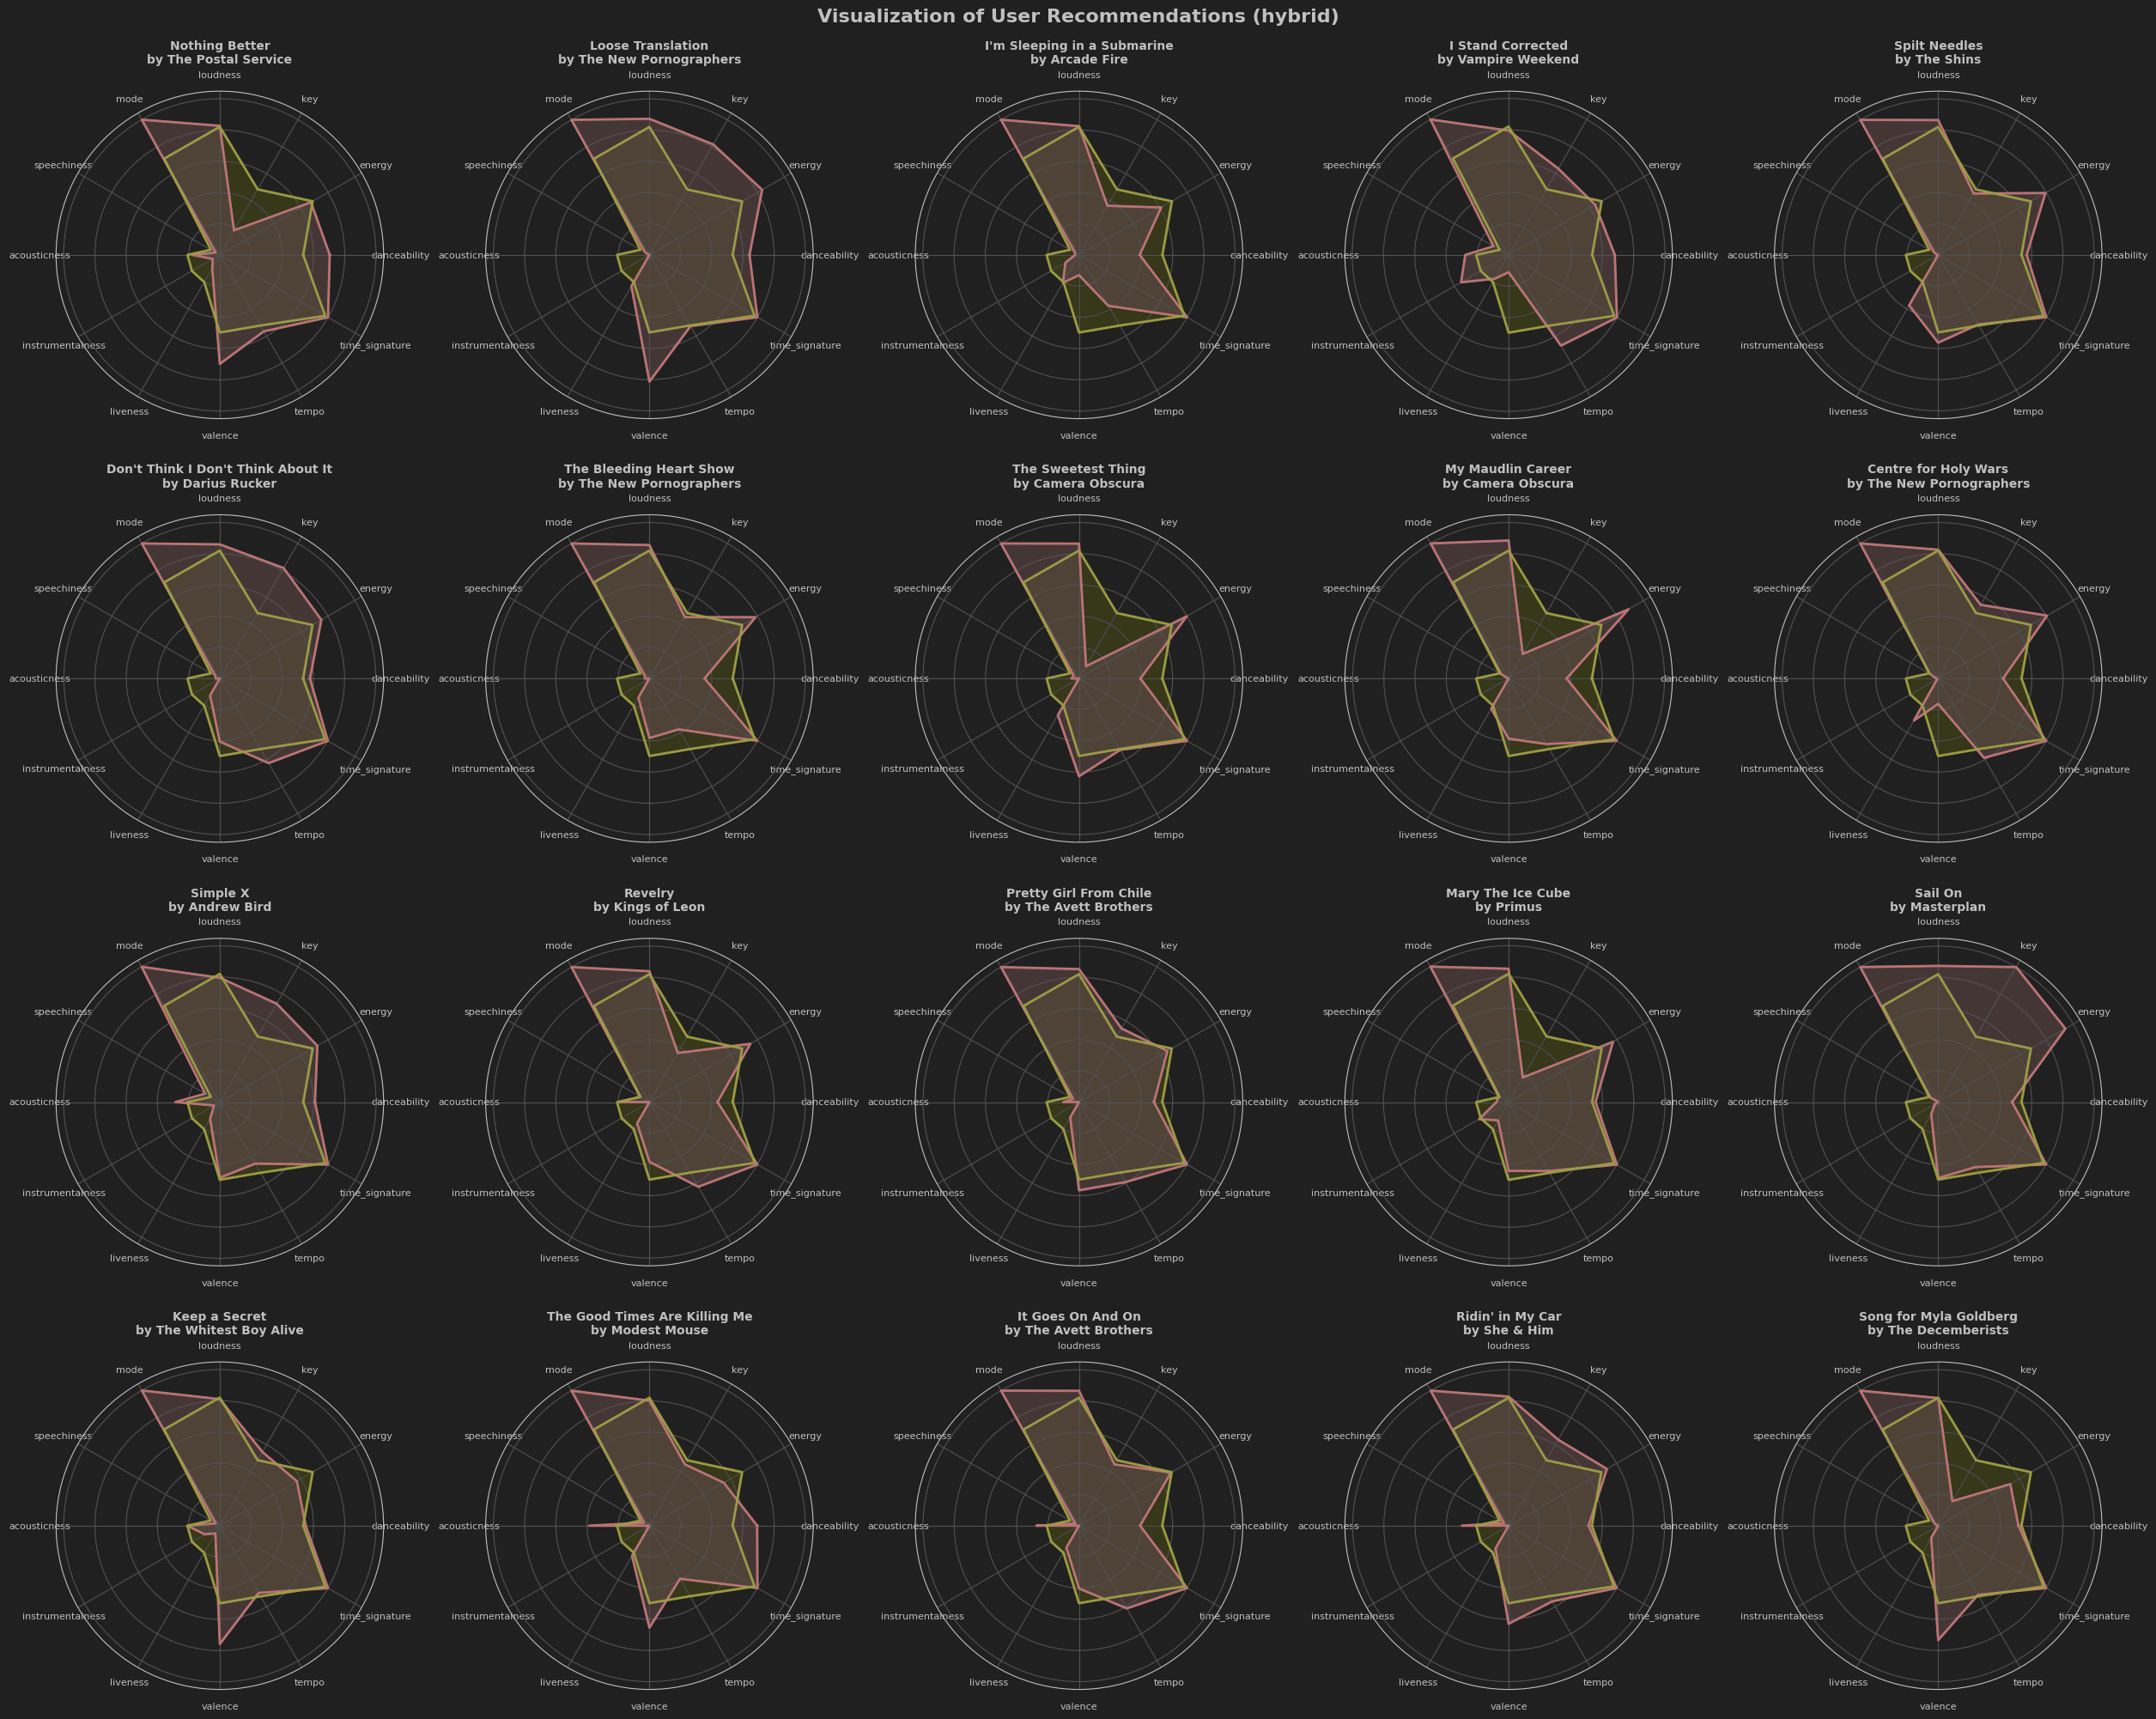 Visualization of User Recommendations (hybrid)
Nothing Better
by The Postal Service
loudness
mode
key
speechiness
energy
acousticness
danceability
instrumentalness
time_signature
liveness
tempo
valence
Loose Translation
by The New Pornographers
loudness
mode
key
speechiness
energy
acousticness
danceability
instrumentalness
time_signature
liveness
tempo
valence
I'm Sleeping in a Submarine
by Arcade Fire
loudness
mode
key
speechiness
energy
acousticness
danceability
instrumentalness
time_signature
liveness
tempo
valence
I Stand Corrected
by Vampire Weekend
loudness
mode
key
speechiness
energy
acousticness
danceability
instrumentalness
time_signature
liveness
tempo
valence
Spilt Needles
by The Shins
loudness
mode
key
speechiness
energy
acousticness
danceability
instrumentalness
time_signature
liveness
tempo
valence
Don't Think I Don't Think About It
by Darius Rucker
loudness
mode
key
speechiness
energy
acousticness
danceability
instrumentalness
time_signature
liveness
tempo
valence
The Bleeding Heart Show
by The New Pornographers
loudness
mode
key
speechiness
energy
acousticness
danceability
instrumentalness
time_signature
liveness
tempo
valence
The Sweetest Thing
by Camera Obscura
loudness
mode
key
speechiness
energy
acousticness
danceability
instrumentalness
time_signature
liveness
tempo
valence
My Maudlin Career
by Camera Obscura
loudness
mode
key
speechiness
energy
acousticness
danceability
instrumentalness
time_signature
liveness
tempo
valence
Centre for Holy Wars
by The New Pornographers
loudness
mode
key
speechiness
energy
acousticness
danceability
instrumentalness
time_signature
liveness
tempo
valence
Simple X
by Andrew Bird
loudness
mode
key
speechiness
energy
acousticness
danceability
instrumentalness
time_signature
liveness
tempo
valence
Revelry
by Kings of Leon
loudness
mode
key
speechiness
energy
acousticness
danceability
instrumentalness
time_signature
liveness
tempo
valence
Pretty Girl From Chile
by The Avett Brothers
loudness
mode
key
speechiness
energy
acousticness
danceability
instrumentalness
time_signature
liveness
tempo
valence
Mary The Ice Cube
by Primus
loudness
mode
key
speechiness
energy
acousticness
danceability
instrumentalness
time_signature
liveness
tempo
valence
Sail On
by Masterplan
loudness
mode
key
speechiness
energy
acousticness
danceability
instrumentalness
time_signature
liveness
tempo
valence
Keep a Secret
by The Whitest Boy Alive
loudness
mode
key
speechiness
energy
acousticness
danceability
instrumentalness
time_signature
liveness
tempo
valence
The Good Times Are Killing Me
by Modest Mouse
loudness
mode
key
speechiness
energy
acousticness
danceability
instrumentalness
time_signature
liveness
tempo
valence
It Goes On And On
by The Avett Brothers
loudness
mode
key
speechiness
energy
acousticness
danceability
instrumentalness
time_signature
liveness
tempo
valence
Ridin' in My Car
by She & Him
loudness
mode
key
speechiness
energy
acousticness
danceability
instrumentalness
time_signature
liveness
tempo
valence
Song for Myla Goldberg
by The Decemberists
loudness
mode
key
speechiness
energy
acousticness
danceability
instrumentalness
time_signature
liveness
tempo
valence